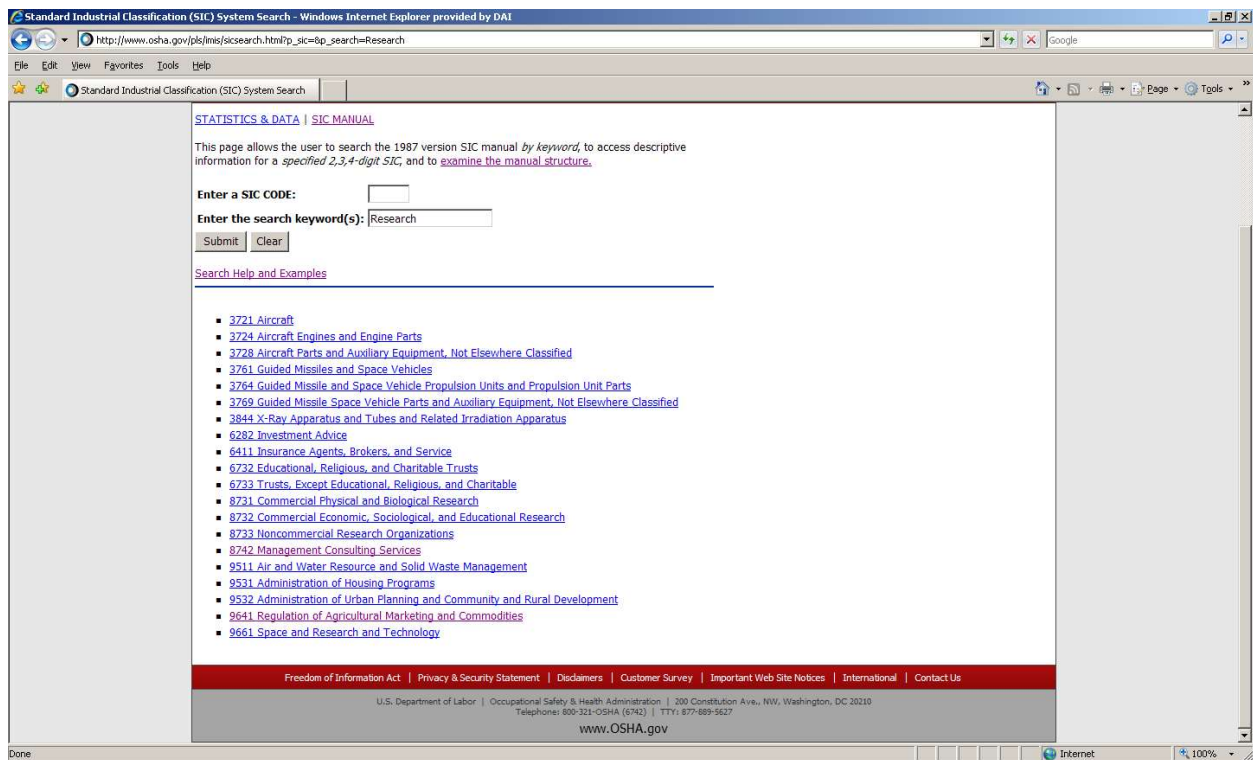 Standard Industrial Classification (SIC) System Search - Windows Internet Explorer provided by DAI
http://www.osha.gov/pls/imis/sicsearch.html?p_sic=&p_search=Research
Google
File Edit View Favorites Tools Help
Standard Industrial Classification (SIC) System Search
Page Tools »
STATISTICS & DATA | SIC MANUAL
This page allows the user to search the 1987 version SIC manual by keyword, to access descriptive
information for a specified 2,3,4-digit SIC, and to examine the manual structure.
Enter a SIC CODE:
Enter the search keyword(s): Research
Submit Clear
Search Help and Examples
3721 Aircraft
3724 Aircraft Engines and Engine Parts
3728 Aircraft Parts and Auxiliary Equipment, Not Elsewhere Classified
3761 Guided Missiles and Space Vehicles
3764 Guided Missile and Space Vehicle Propulsion Units and Propulsion Unit Parts
3769 Guided Missile Space Vehicle Parts and Auxiliary Equipment, Not Elsewhere Classified
3844 X-Ray Apparatus and Tubes and Related Irradiation Apparatus
6282 Investment Advice
6411 Insurance Agents, Brokers, and Service
6732 Educational, Religious, and Charitable Trusts
6733 Trusts, Except Educational, Religious, and Charitable
8731 Commercial Physical and Biological Research
8732 Commercial Economic, Sociological, and Educational Research
8733 Noncommercial Research Organizations
8742 Management Consulting Services
9511 Air and Water Resource and Solid Waste Management
9531 Administration of Housing Programs
9532 Administration of Urban Planning and Community and Rural Development
9641 Regulation of Agricultural Marketing and Commodities
9661 Space and Research and Technology
Freedom of Information Act | Privacy & Security Statement | Disclaimers | Customer Survey | Important Web Site Notices | International | Contact Us
U.S. Department of Labor | Occupational Safety & Health Administration | 200 Constitution Ave., NW, Washington, DC 20210
Telephone: 800-321-OSHA (6742) | TTY: 877-889-5627
www.OSHA.gov
Done Internet 100%